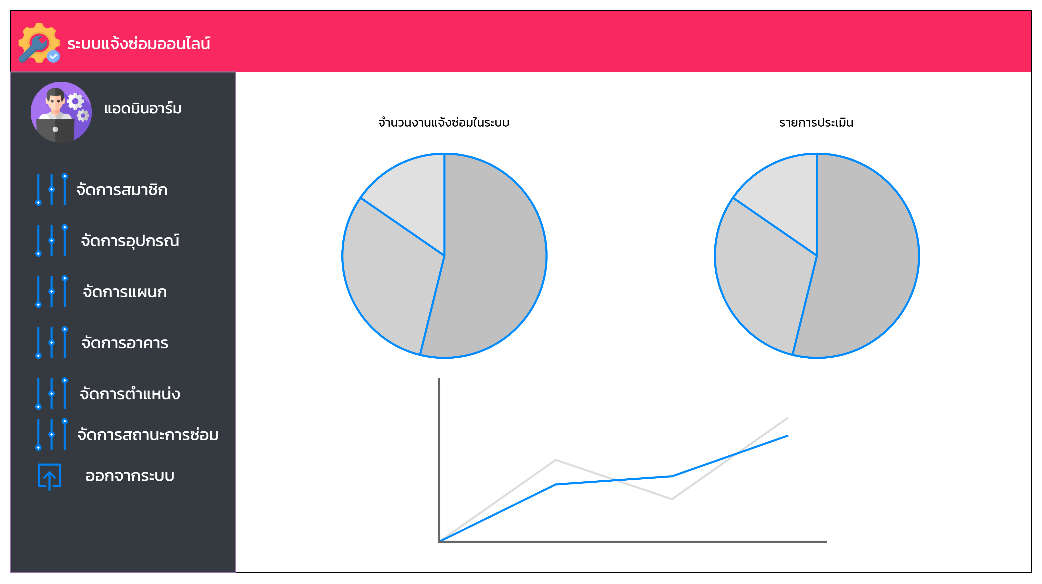 ระบบแจ้งซ่อมออนไลน์
แอดมินอาร์ม
จัดการสมาชิก
จัดการอุปกรณ์
จัดการแผนก
จัดการอาคาร
จัดการตำแหน่ง
จัดการสถานะการซ่อม
ออกจากระบบ
จำนวนงานแจ้งซ่อมในระบบ
รายการประเมิน